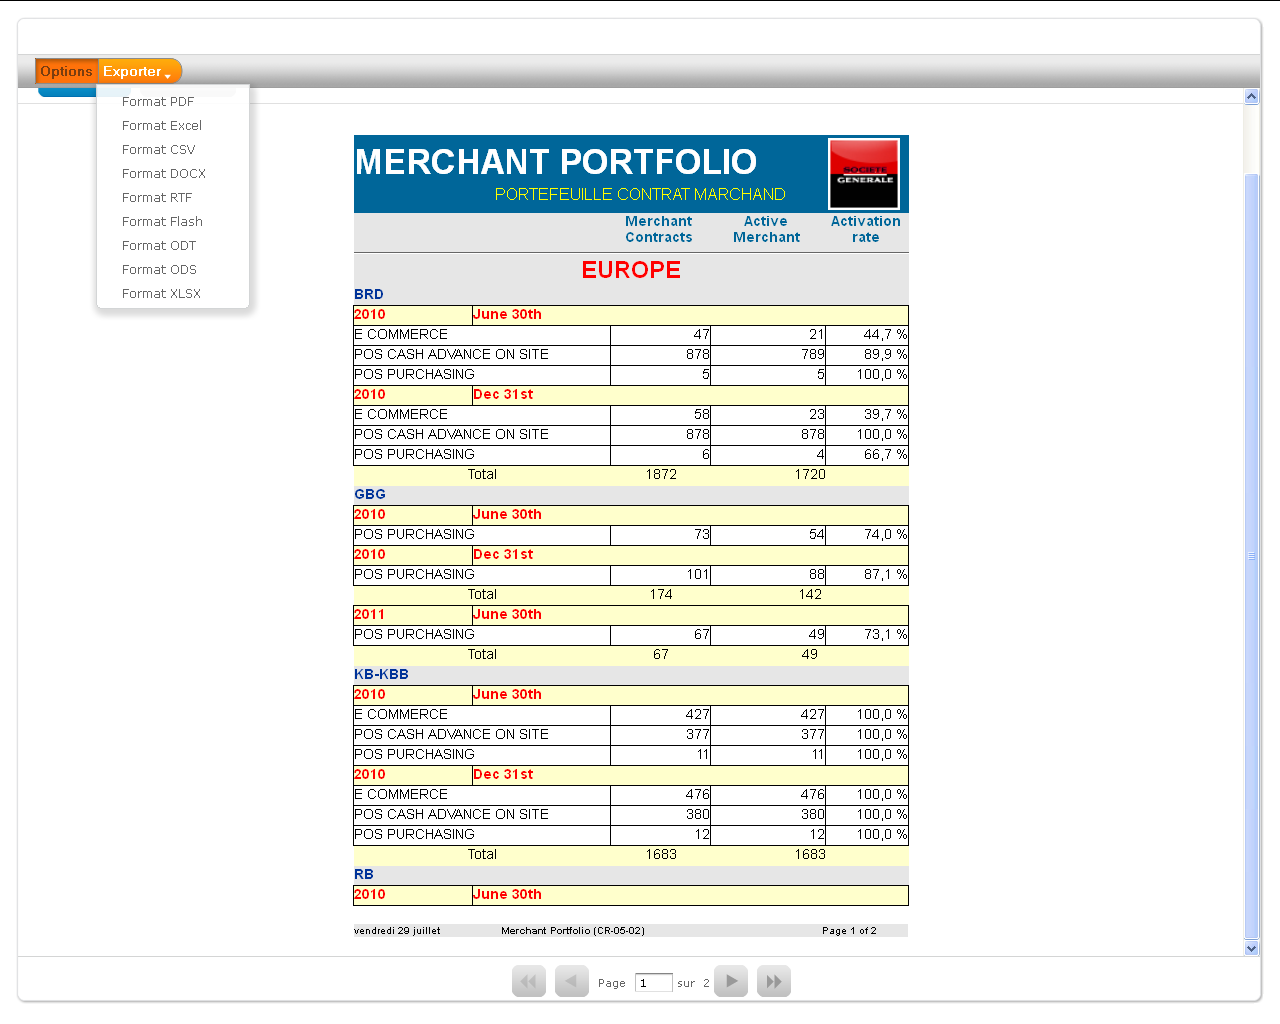 Options Exporter
Format PDF
Format Excel
Format CSV
Format DOCX
Format RTF
Format Flash
Format ODT
Format ODS
Format XLSX
MERCHANT PORTFOLIO
PORTEFEUILLE CONTRAT MARCHAND
SOCIETE
GENERALE
Merchant Active Activation
Contracts Merchant rate
EUROPE
BRD
2010 June 30th
E COMMERCE 47 21 44,7 %
POS CASH ADVANCE ON SITE 878 789 89,9 %
POS PURCHASING 5 5 100,0 %
2010 Dec 31st
E COMMERCE 58 23 39,7 %
POS CASH ADVANCE ON SITE 878 878 100,0 %
POS PURCHASING 6 4 66,7 %
Total 1872 1720
GBG
2010 June 30th
POS PURCHASING 73 54 74,0 %
2010 Dec 31st
POS PURCHASING 101 88 87,1 %
Total 174 142
2011 June 30th
POS PURCHASING 67 49 73,1 %
Total 67 49
KB-KBB
2010 June 30th
E COMMERCE 427 427 100,0 %
POS CASH ADVANCE ON SITE 377 377 100,0 %
POS PURCHASING 11 11 100,0 %
2010 Dec 31st
E COMMERCE 476 476 100,0 %
POS CASH ADVANCE ON SITE 380 380 100,0 %
POS PURCHASING 12 12 100,0 %
Total 1683 1683
RB
2010 June 30th
vendredi 29 juillet Merchant Portfolio (CR-05-02) Page 1 of 2
Page 1 sur 2